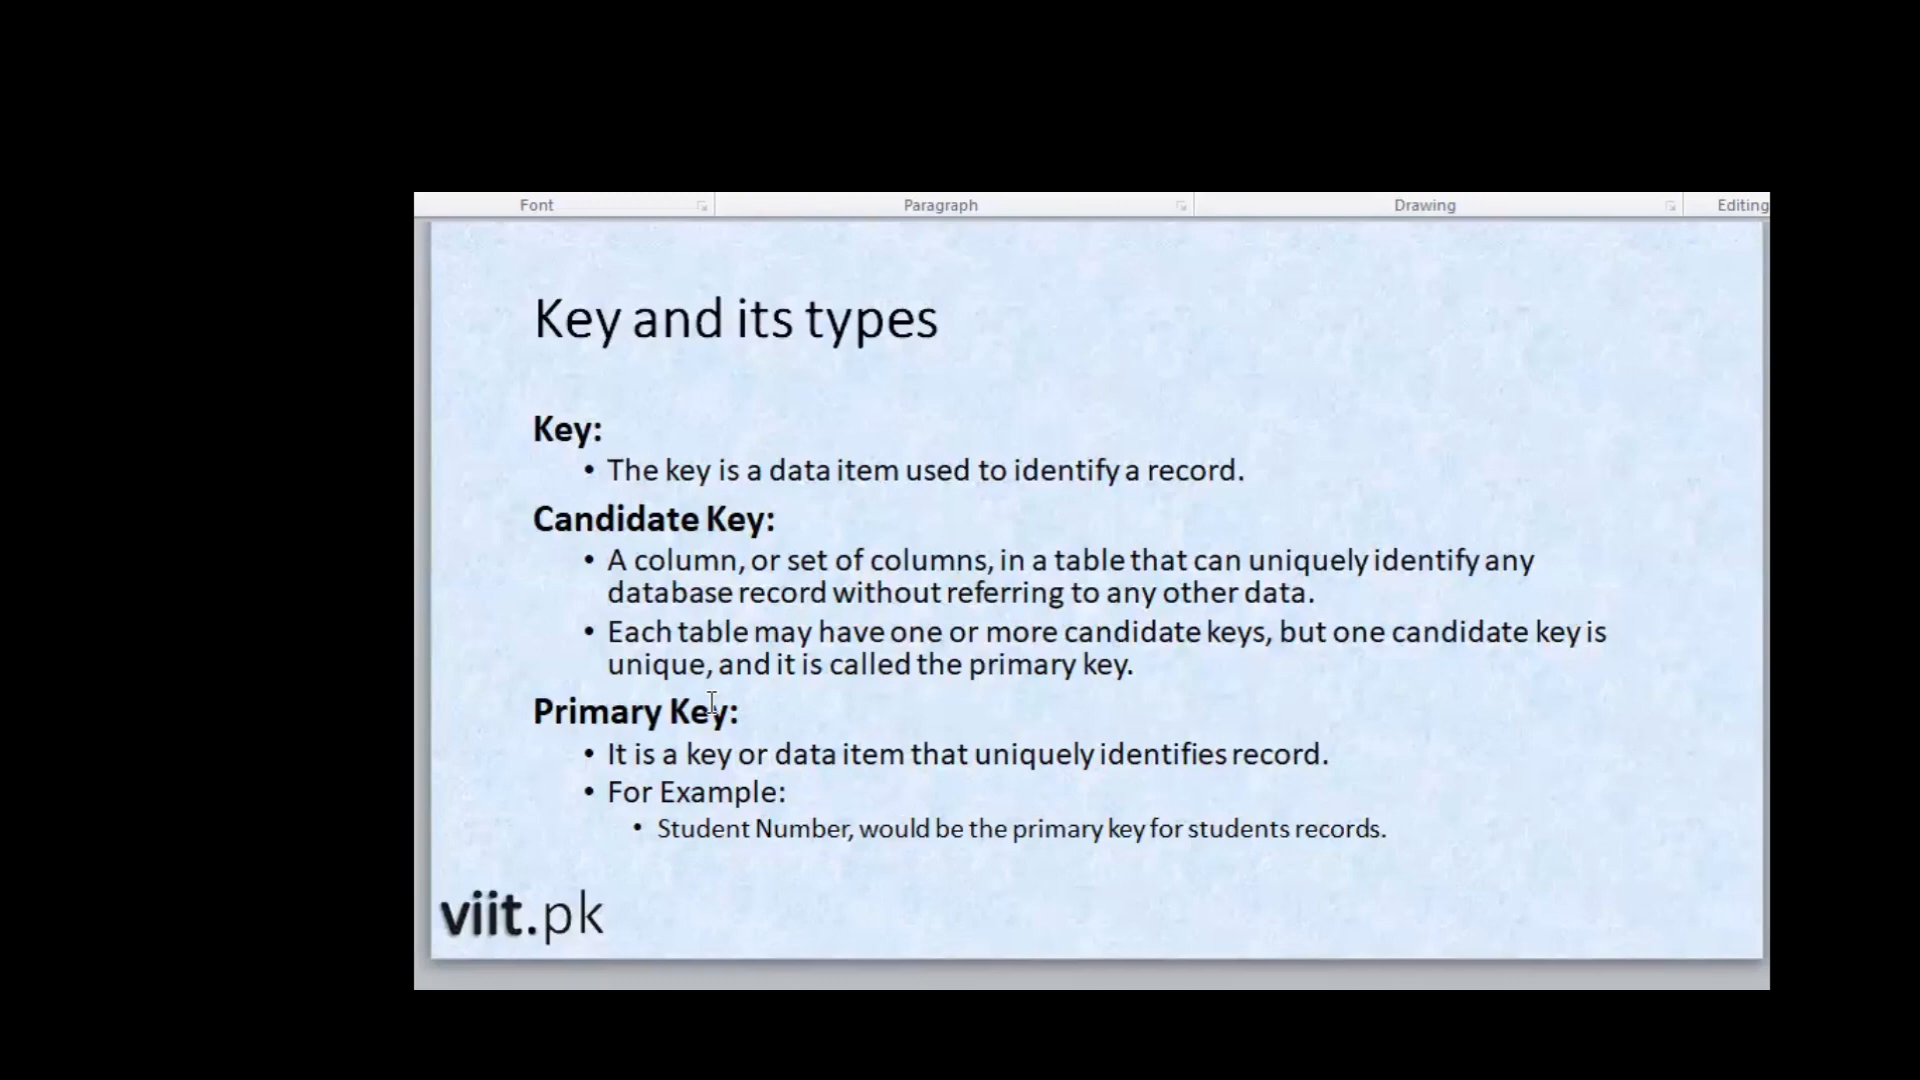 Font Paragraph Drawing Editing
Key and its types
Key:
• The key is a data item used to identify a record.
Candidate Key:
• A column, or set of columns, in a table that can uniquely identify any
database record without referring to any other data.
• Each table may have one or more candidate keys, but one candidate key is
unique, and it is called the primary key.
Primary Key:
• It is a key or data item that uniquely identifies record.
• For Example:
• Student Number, would be the primary key for students records.
viit.pk